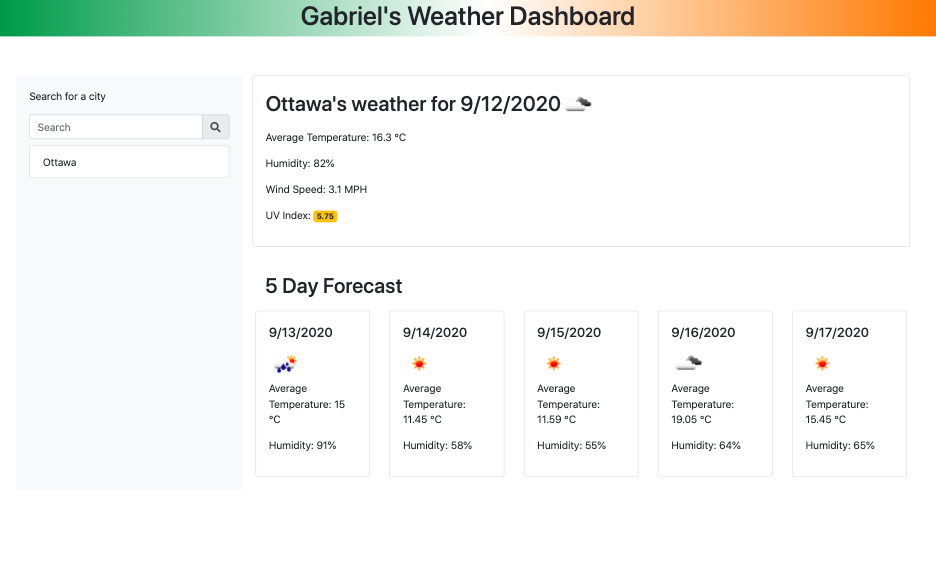 Gabriel's Weather Dashboard
Search for a city
Search
Ottawa
Ottawa's weather for 9/12/2020
Average Temperature: 16.3 °C
Humidity: 82%
Wind Speed: 3.1 MPH
UV Index: 5.75
5 Day Forecast
9/13/2020
Average
Temperature: 15
°C
Humidity: 91%
9/14/2020
Average
Temperature:
11.45 °C
Humidity: 58%
9/15/2020
Average
Temperature:
11.59 °C
Humidity: 55%
9/16/2020
Average
Temperature:
19.05 °C
Humidity: 64%
9/17/2020
Average
Temperature:
15.45 °C
Humidity: 65%